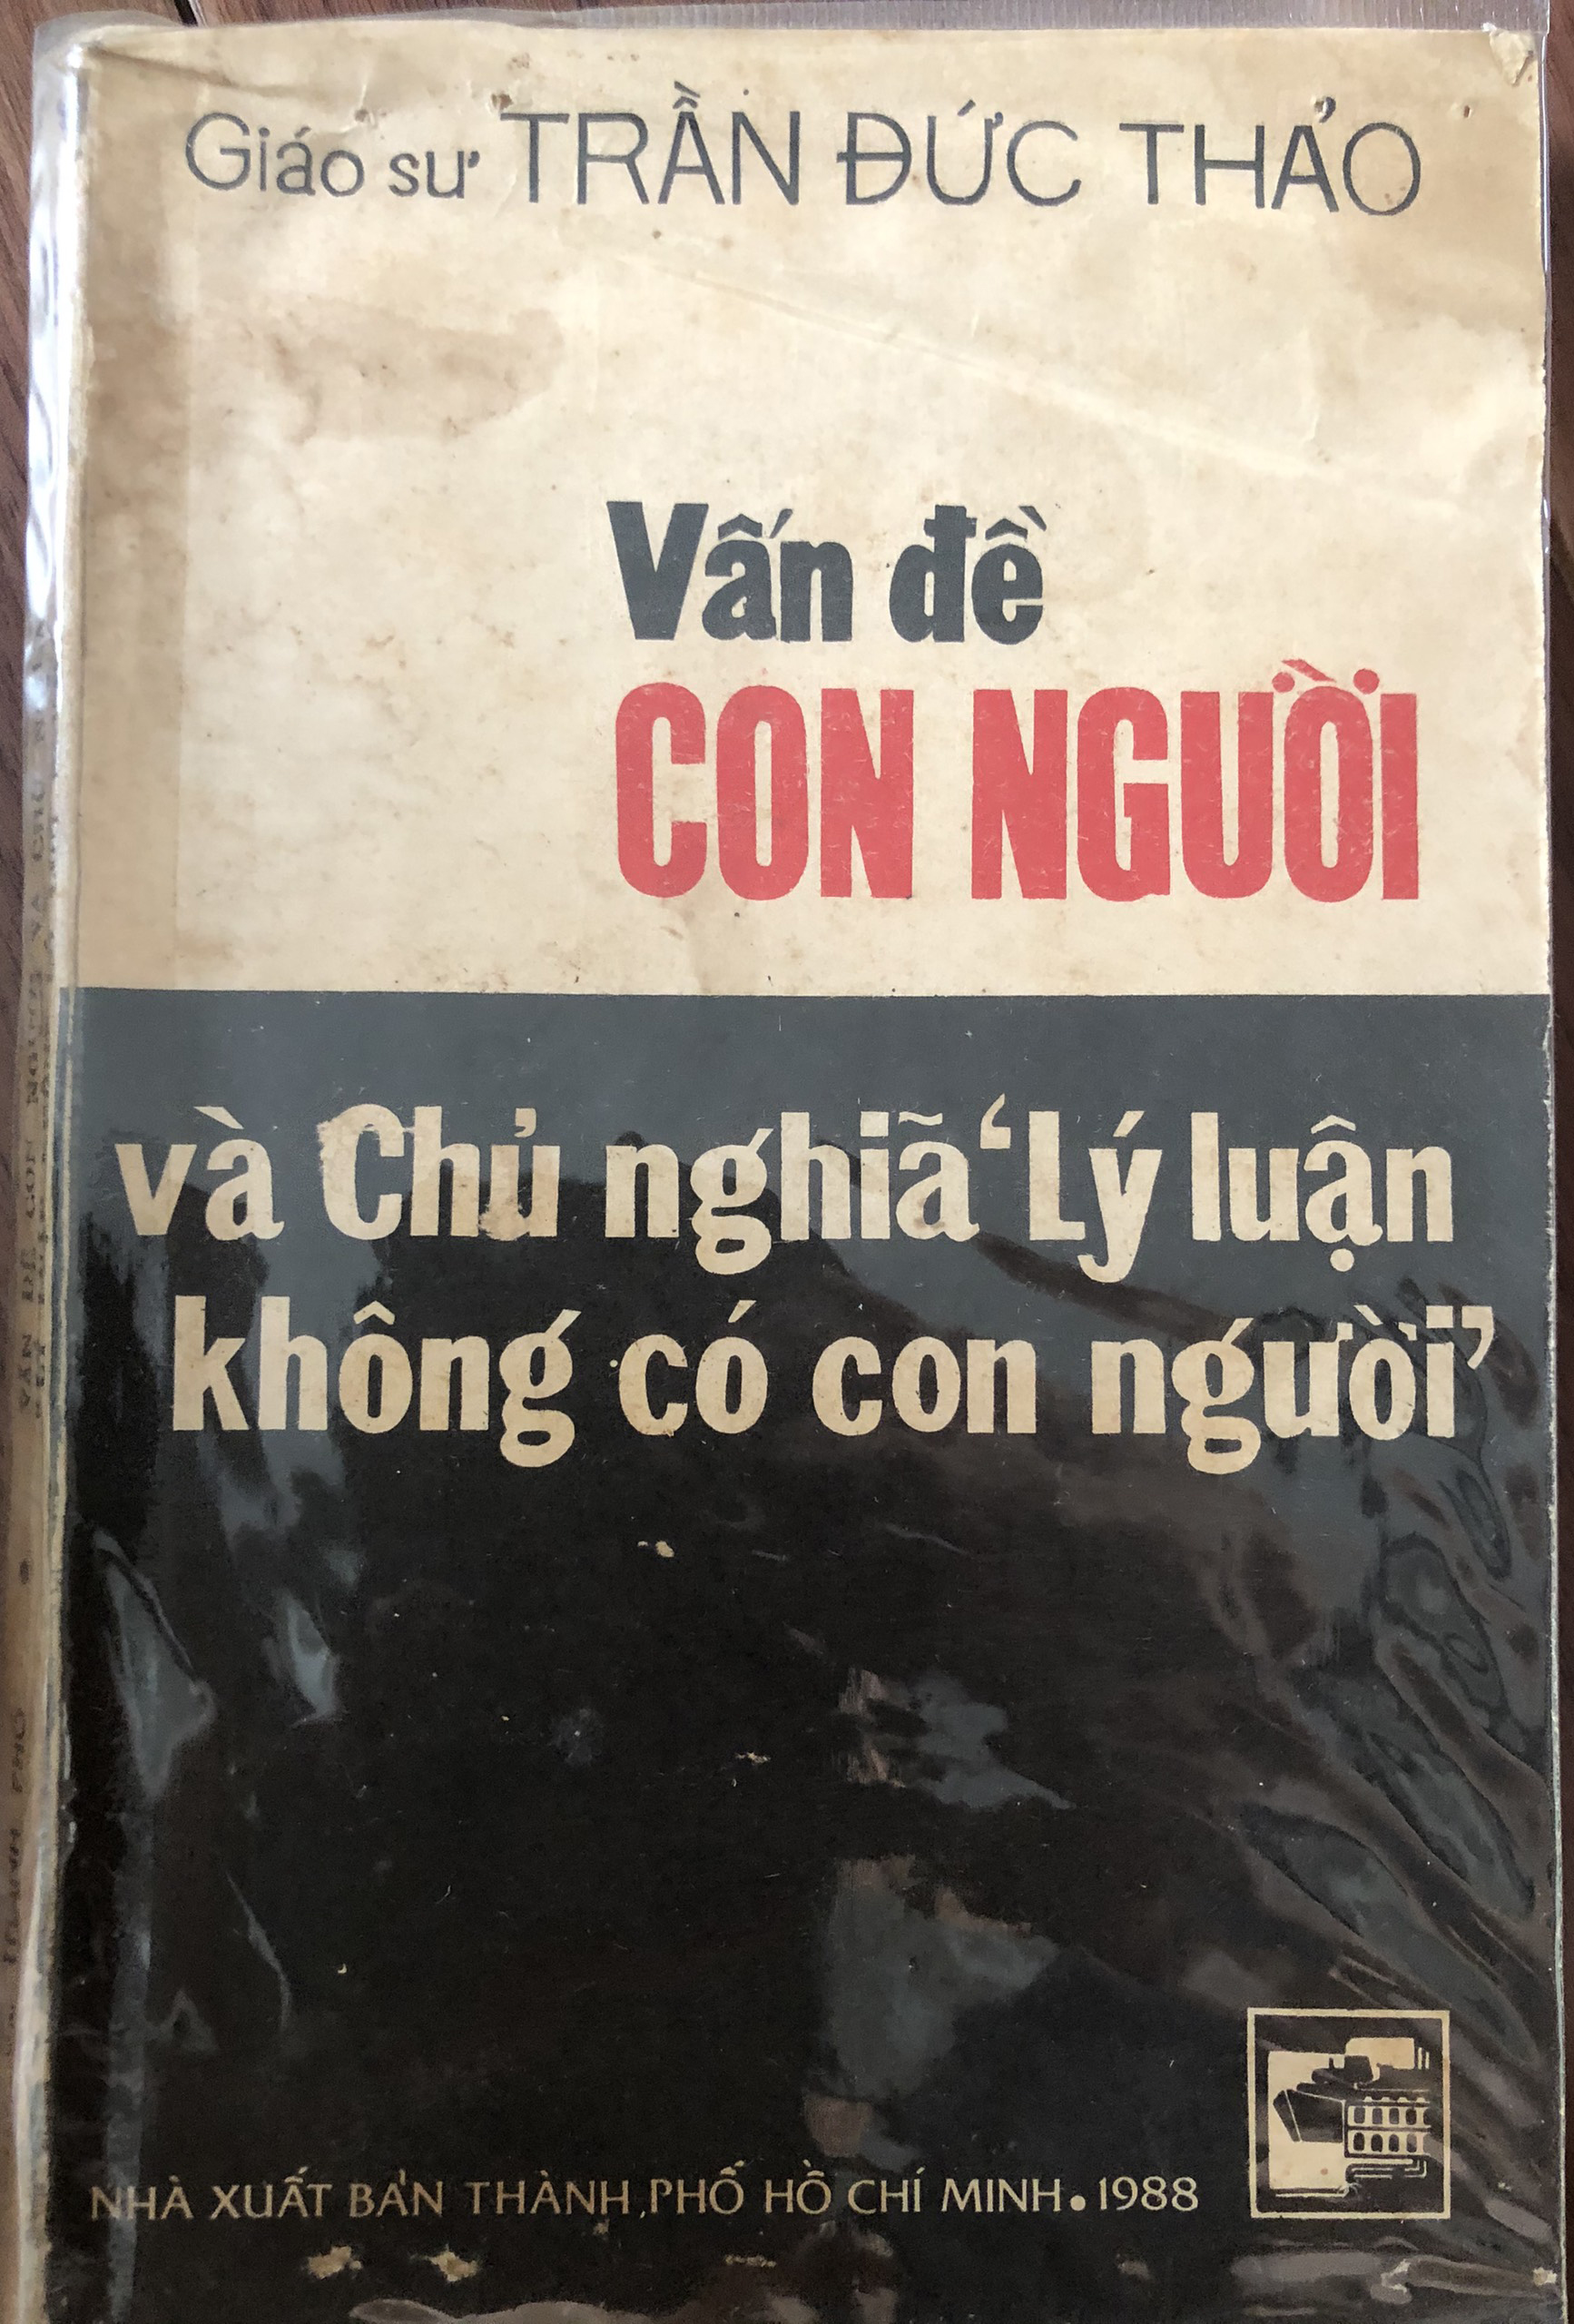 Giáo sư TRẦN ĐỨC THẢO
Vấn đề
CON NGƯỜI
và Chủ nghiã ‘Lý luận
không có con người’
NHÀ XUẤT BẢN THÀNH PHỐ HỒ CHÍ MINH • 1988